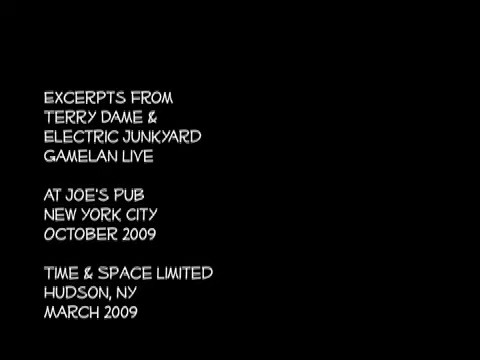 EXCERPTS FROM
TERRY DAME &
ELECTRIC JUNKYARD
GAMELAN LIVE
AT JOE'S PUB
NEW YORK CITY
OCTOBER 2009
TIME & SPACE LIMITED
HUDSON, NY
MARCH 2009